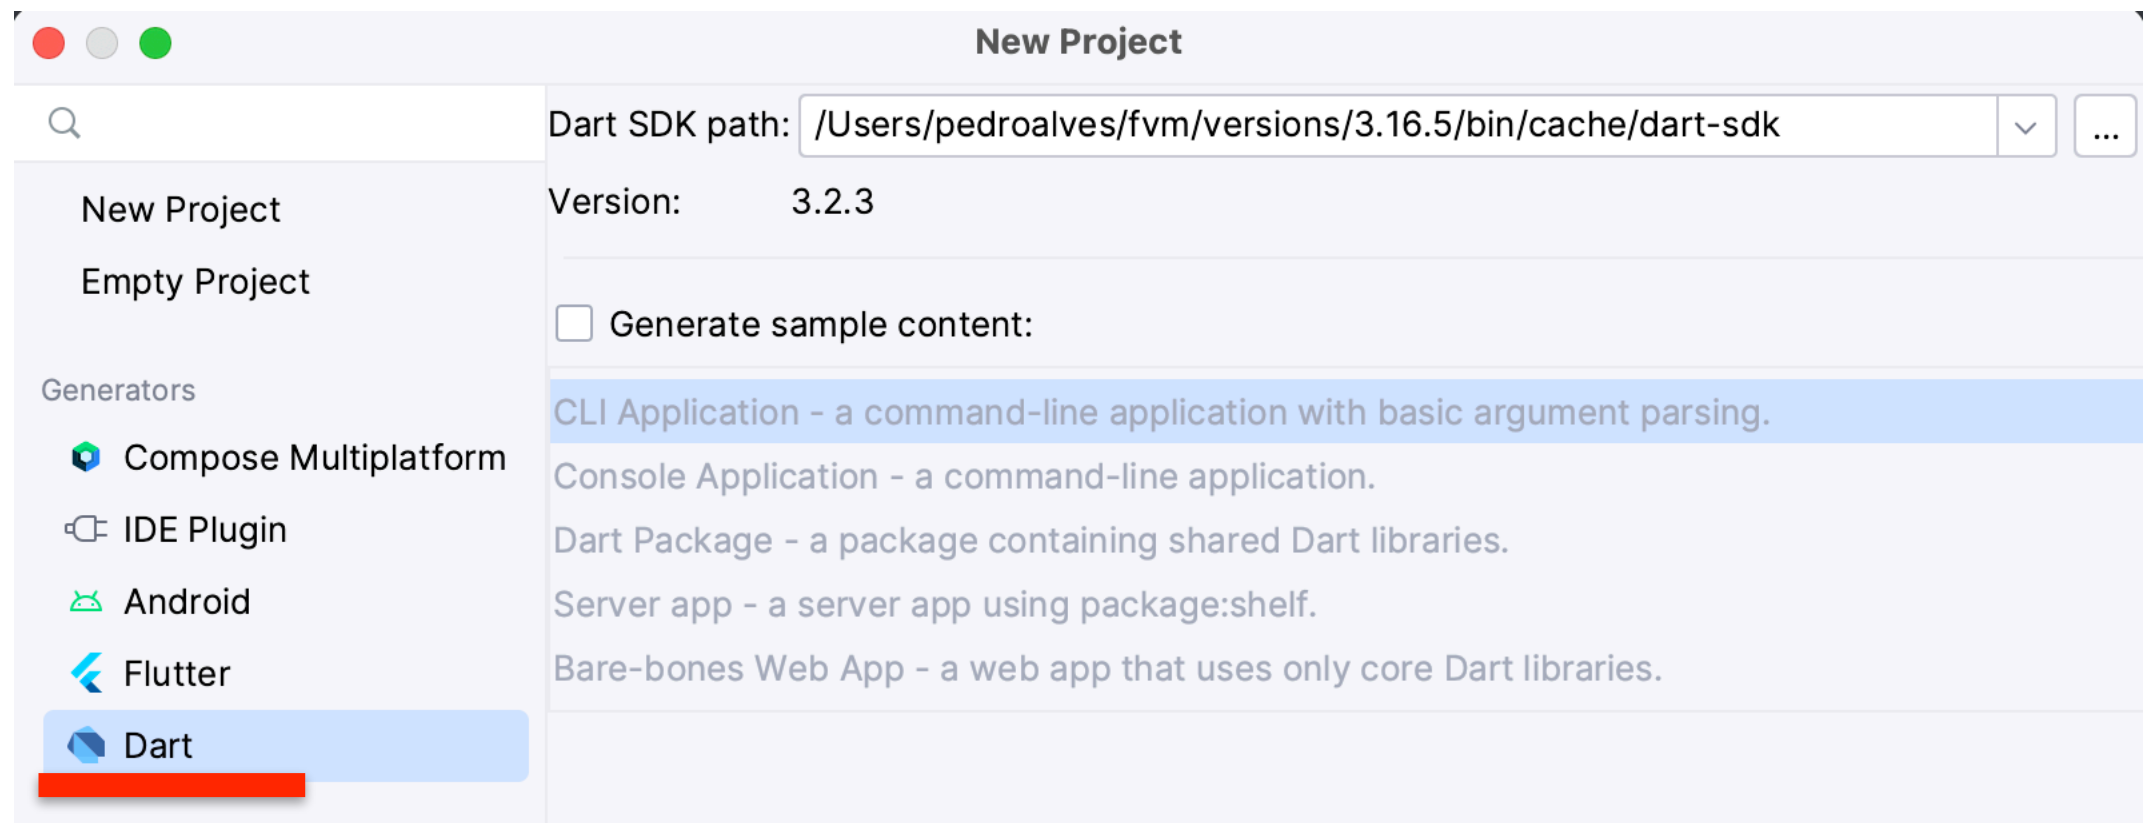 New Project
Dart SDK path: /Users/pedroalves/fvm/versions/3.16.5/bin/cache/dart-sdk ...
Version: 3.2.3
New Project
Empty Project
Generate sample content:
Generators
CLI Application - a command-line application with basic argument parsing.
Compose Multiplatform
Console Application - a command-line application.
IDE Plugin
Dart Package - a package containing shared Dart libraries.
Android
Server app - a server app using package:shelf.
Flutter
Bare-bones Web App - a web app that uses only core Dart libraries.
Dart